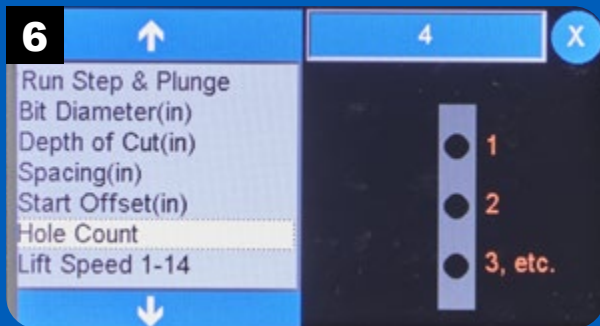 6
4
X
Run Step & Plunge
Bit Diameter(in)
Depth of Cut(in)
Spacing(in)
Start Offset(in)
Hole Count
Lift Speed 1-14
1
2
3, etc.